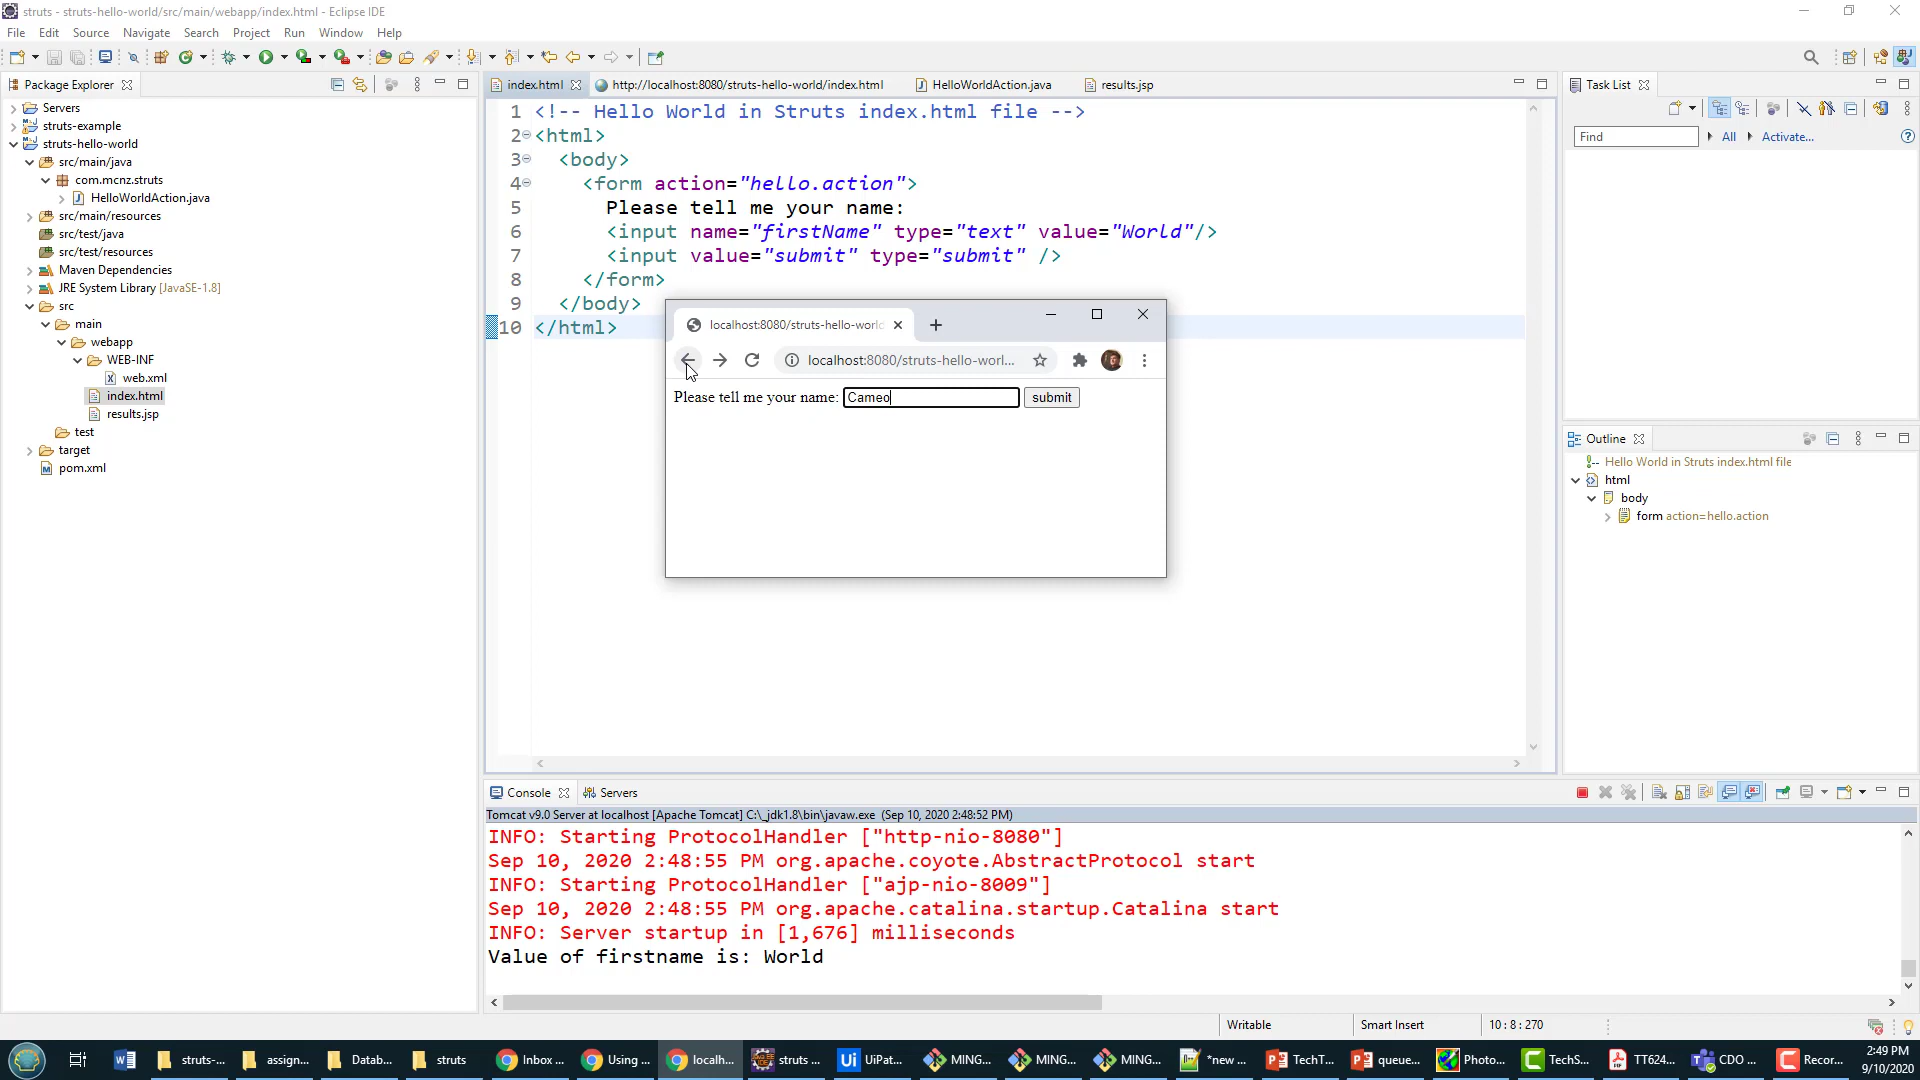 struts - struts-hello-world/src/main/webapp/index.html - Eclipse IDE
File Edit Source Navigate Search Project Run Window Help
Package Explorer
Servers
struts-example
struts-hello-world
src/main/java
com.mcnz.struts
HelloWorldAction.java
src/main/resources
src/test/java
src/test/resources
Maven Dependencies
JRE System Library [JavaSE-1.8]
src
main
webapp
WEB-INF
web.xml
index.html
results.jsp
test
target
pom.xml
index.html http://localhost:8080/struts-hello-world/index.html HelloWorldAction.java results.jsp
1 <!-- Hello World in Struts index.html file -->
2 <html>
3 <body>
4 <form action="hello.action">
5 Please tell me your name:
6 <input name="firstName" type="text" value="World"/>
7 <input value="submit" type="submit" />
8 </form>
9 </body>
10 </html>
localhost:8080/struts-hello-world
localhost:8080/struts-hello-worl...
Please tell me your name: Cameo submit
Task List
Find All Activate...
Outline
Hello World in Struts index.html file
html
body
form action=hello.action
Console Servers
Tomcat v9.0 Server at localhost [Apache Tomcat] C:\_jdk1.8\bin\javaw.exe (Sep 10, 2020 2:48:52 PM)
INFO: Starting ProtocolHandler ["http-nio-8080"]
Sep 10, 2020 2:48:55 PM org.apache.coyote.AbstractProtocol start
INFO: Starting ProtocolHandler ["ajp-nio-8009"]
Sep 10, 2020 2:48:55 PM org.apache.catalina.startup.Catalina start
INFO: Server startup in [1,676] milliseconds
Value of firstname is: World
Writable Smart Insert 10 : 8 : 270
struts-... assign... Datab... struts Inbox ... Using ... localh... struts ... Ui UiPat... MING... MING... MING... *new ... TechT... queue... Photo... TechS... TT624... CDO ... Recor... 2:49 PM
9/10/2020